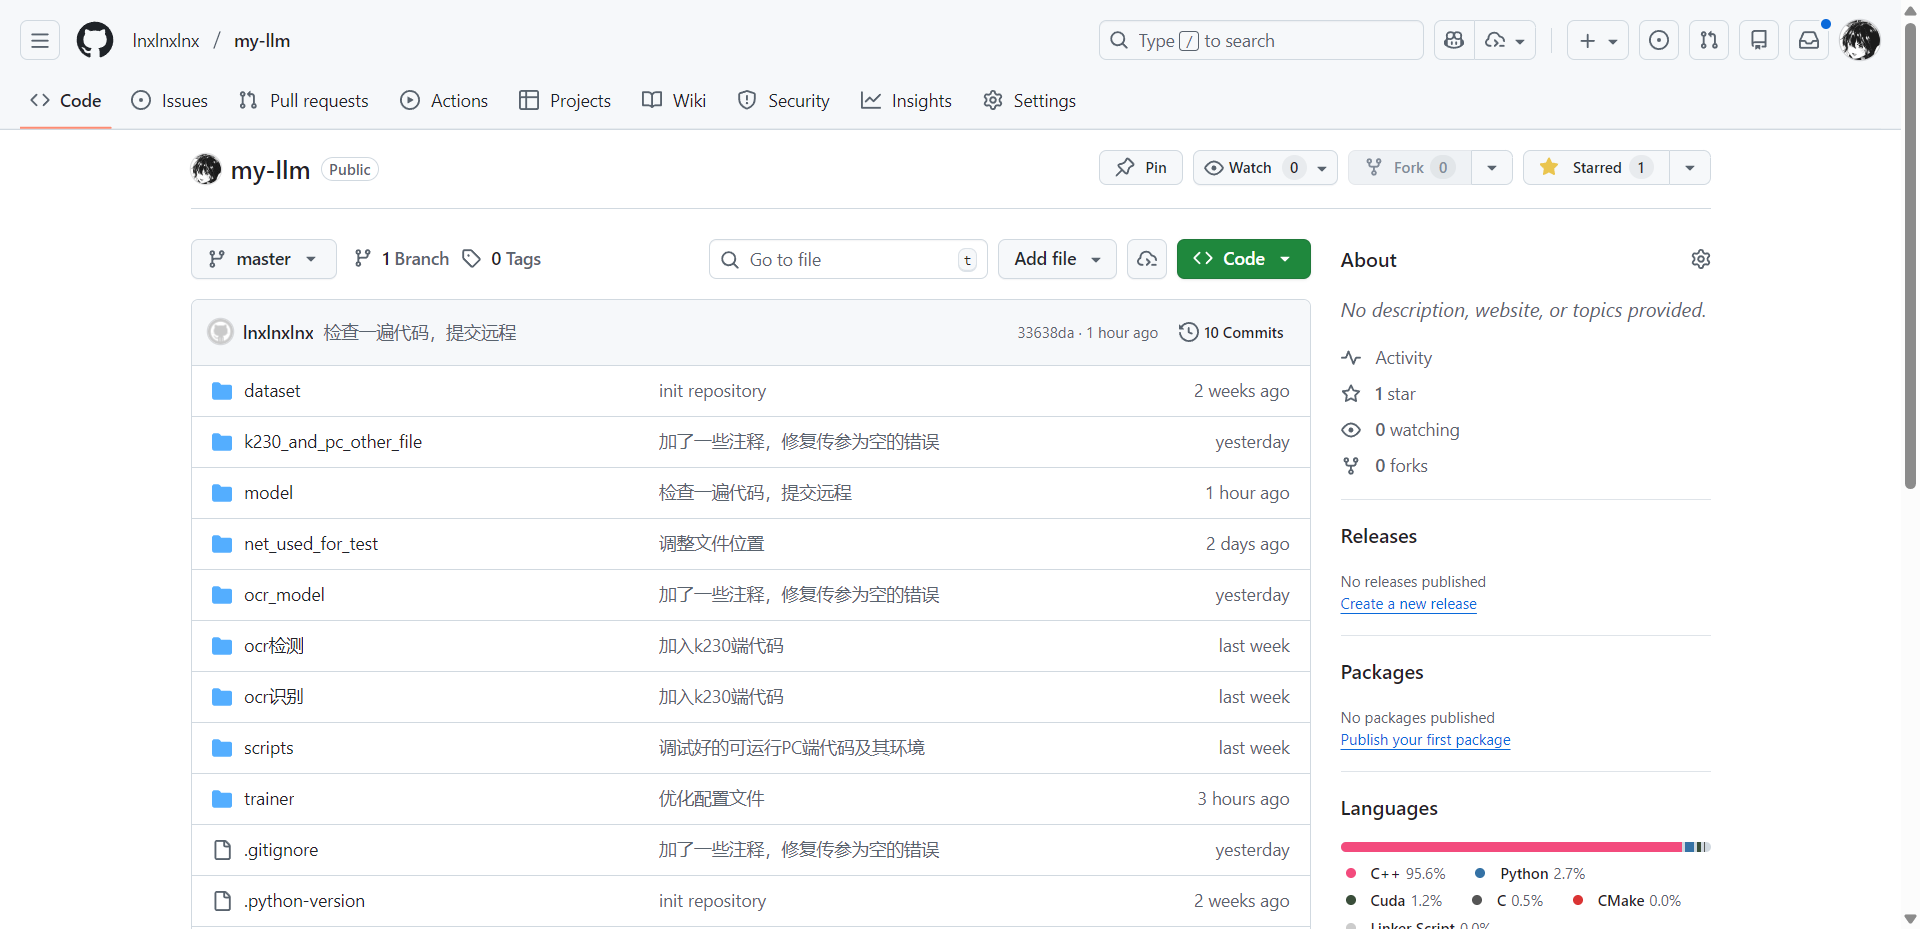 lnxlnxlnx / my-llm
Type / to search
Code Issues Pull requests Actions Projects Wiki Security Insights Settings
my-llm Public
Pin Watch 0 Fork 0 Starred 1
master 1 Branch 0 Tags Go to file t Add file Code
lnxlnxlnx 检查一遍代码，提交远程 33638da · 1 hour ago 10 Commits
dataset init repository 2 weeks ago
k230_and_pc_other_file 加了一些注释，修复传参为空的错误 yesterday
model 检查一遍代码，提交远程 1 hour ago
net_used_for_test 调整文件位置 2 days ago
ocr_model 加了一些注释，修复传参为空的错误 yesterday
ocr检测 加入k230端代码 last week
ocr识别 加入k230端代码 last week
scripts 调试好的可运行PC端代码及其环境 last week
trainer 优化配置文件 3 hours ago
.gitignore 加了一些注释，修复传参为空的错误 yesterday
.python-version init repository 2 weeks ago
About
No description, website, or topics provided.
Activity
1 star
0 watching
0 forks
Releases
No releases published
Create a new release
Packages
No packages published
Publish your first package
Languages
C++ 95.6% Python 2.7%
Cuda 1.2% C 0.5% CMake 0.0%
Linker Script 0.0%